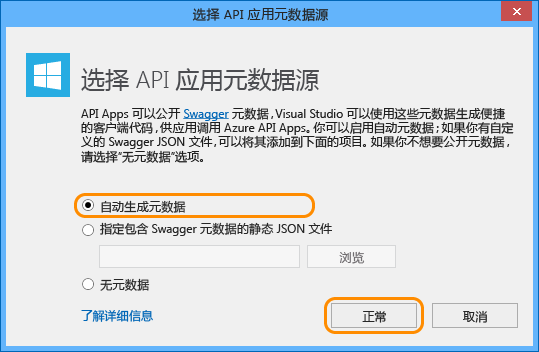 选择 API 应用元数据源
选择 API 应用元数据源
API Apps 可以公开 Swagger 元数据，Visual Studio 可以使用这些元数据生成便捷
的客户端代码，供应用调用 Azure API Apps。你可以启用自动元数据；如果你有自定
义的 Swagger JSON 文件，可以将其添加到下面的项目。如果你不想要公开元数据，
请选择“无元数据”选项。
自动生成元数据
指定包含 Swagger 元数据的静态 JSON 文件
浏览
无元数据
了解详细信息
正常
取消